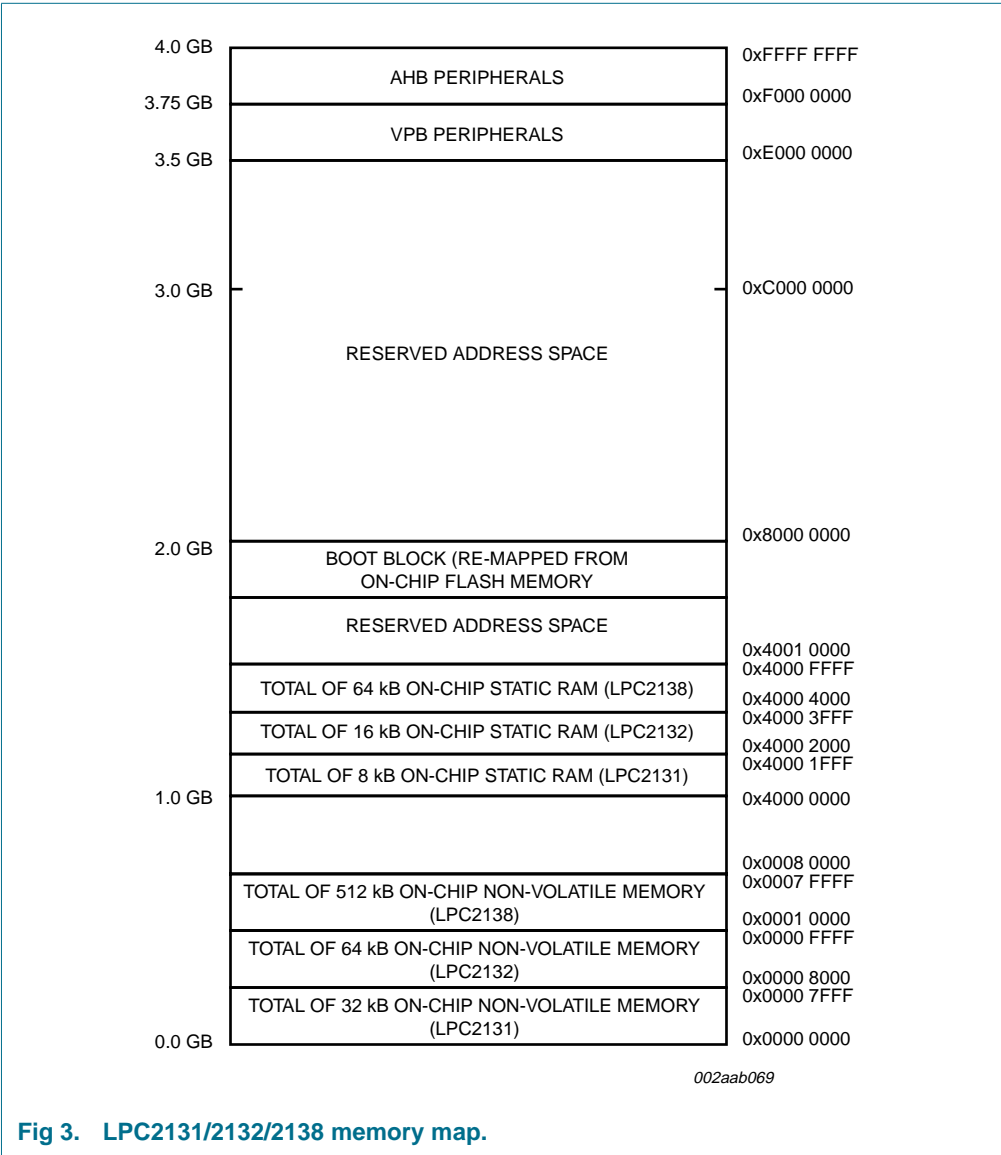 4.0 GB
0xFFFF FFFF
AHB PERIPHERALS
3.75 GB
0xF000 0000
VPB PERIPHERALS
3.5 GB
0xE000 0000
3.0 GB
0xC000 0000
RESERVED ADDRESS SPACE
2.0 GB
0x8000 0000
BOOT BLOCK (RE-MAPPED FROM
ON-CHIP FLASH MEMORY
RESERVED ADDRESS SPACE
0x4001 0000
0x4000 FFFF
TOTAL OF 64 kB ON-CHIP STATIC RAM (LPC2138)
0x4000 4000
0x4000 3FFF
TOTAL OF 16 kB ON-CHIP STATIC RAM (LPC2132)
0x4000 2000
0x4000 1FFF
TOTAL OF 8 kB ON-CHIP STATIC RAM (LPC2131)
1.0 GB
0x4000 0000
0x0008 0000
0x0007 FFFF
TOTAL OF 512 kB ON-CHIP NON-VOLATILE MEMORY
(LPC2138)
0x0001 0000
0x0000 FFFF
TOTAL OF 64 kB ON-CHIP NON-VOLATILE MEMORY
(LPC2132)
0x0000 8000
0x0000 7FFF
TOTAL OF 32 kB ON-CHIP NON-VOLATILE MEMORY
(LPC2131)
0.0 GB
0x0000 0000
002aab069
Fig 3. LPC2131/2132/2138 memory map.